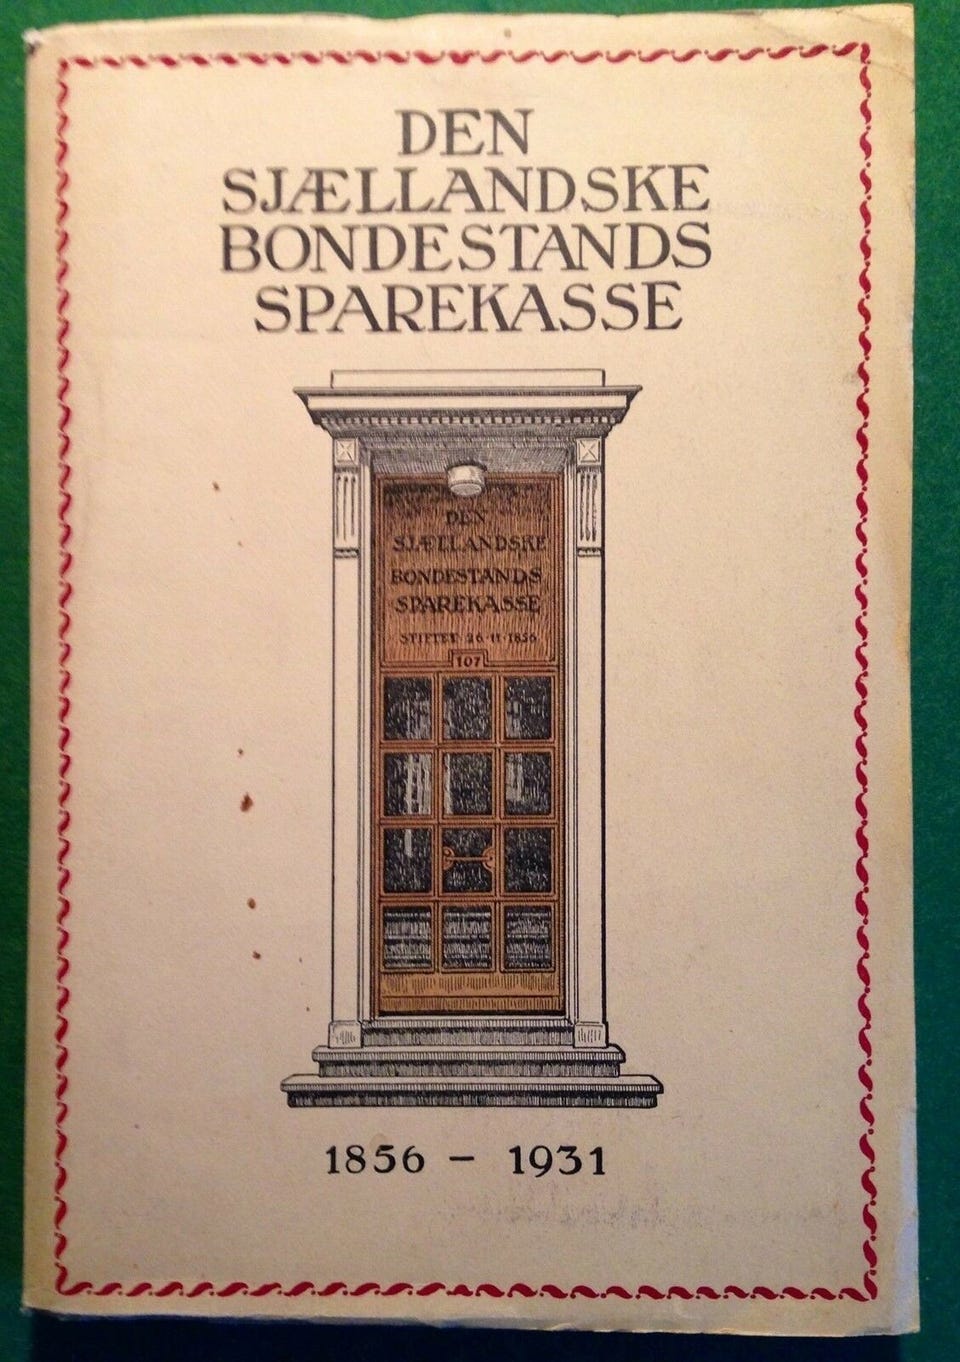 DEN
SJÆLLANDSKE
BONDESTANDS
SPAREKASSE
DEN
SJÆLLANDSKE
BONDESTANDS
SPAREKASSE
STIFTET 26·11·1856
107
1856 – 1931